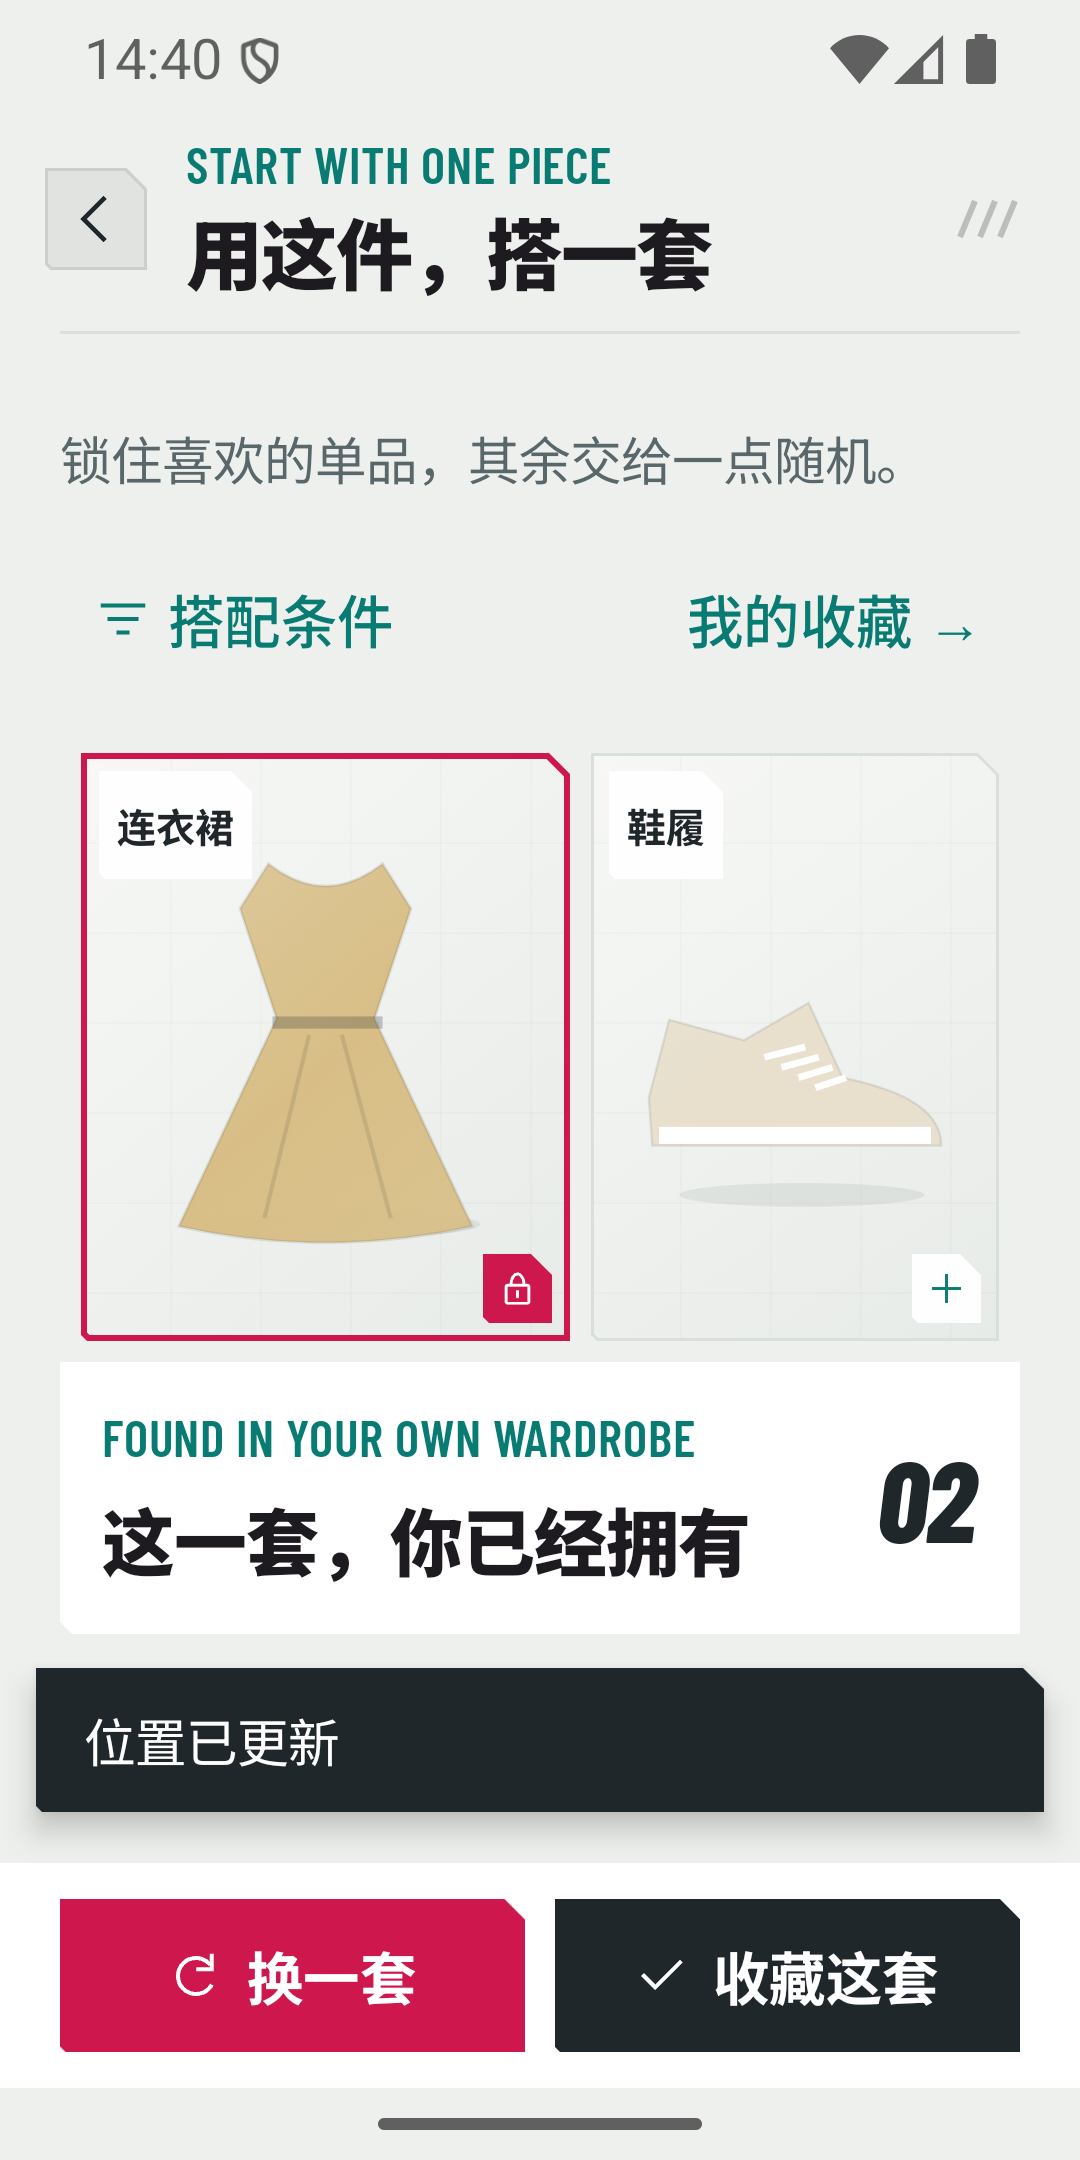 14:40
START WITH ONE PIECE
用这件，搭一套
锁住喜欢的单品，其余交给一点随机。
搭配条件
我的收藏 →
连衣裙
鞋履
FOUND IN YOUR OWN WARDROBE
这一套，你已经拥有
02
位置已更新
换一套
收藏这套